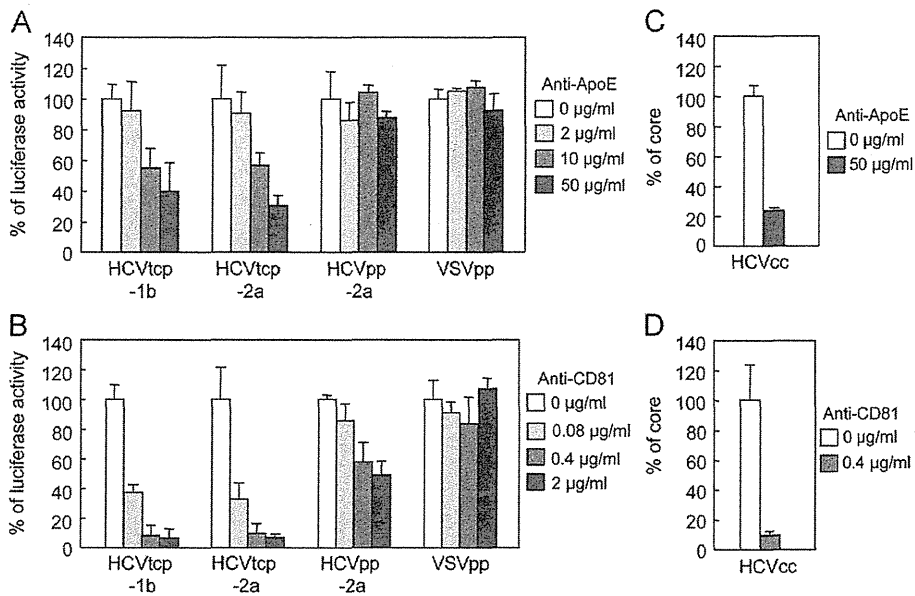 A
% of luciferase activity
140
120
100
80
60
40
20
0
HCVtcp
-1b
HCVtcp
-2a
HCVpp
-2a
VSVpp
Anti-ApoE
0 µg/ml
2 µg/ml
10 µg/ml
50 µg/ml
C
% of core
140
120
100
80
60
40
20
0
HCVcc
Anti-ApoE
0 µg/ml
50 µg/ml
B
% of luciferase activity
140
120
100
80
60
40
20
0
HCVtcp
-1b
HCVtcp
-2a
HCVpp
-2a
VSVpp
Anti-CD81
0 µg/ml
0.08 µg/ml
0.4 µg/ml
2 µg/ml
D
% of core
140
120
100
80
60
40
20
0
HCVcc
Anti-CD81
0 µg/ml
0.4 µg/ml